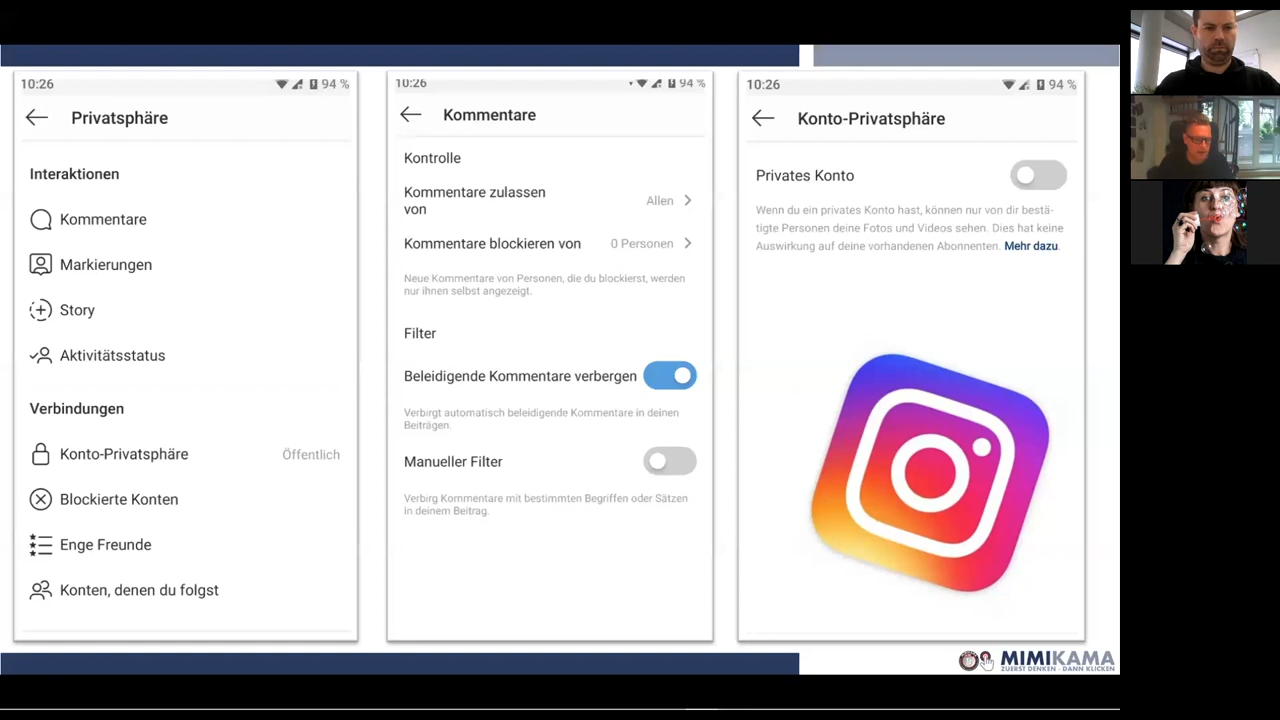 10:26
94 %
Privatsphäre
Interaktionen
Kommentare
Markierungen
Story
Aktivitätsstatus
Verbindungen
Konto-Privatsphäre Öffentlich
Blockierte Konten
Enge Freunde
Konten, denen du folgst
10:26
94 %
Kommentare
Kontrolle
Kommentare zulassen
von
Allen
Kommentare blockieren von 0 Personen
Neue Kommentare von Personen, die du blockierst, werden
nur ihnen selbst angezeigt.
Filter
Beleidigende Kommentare verbergen
Verbirgt automatisch beleidigende Kommentare in deinen
Beiträgen.
Manueller Filter
Verbirg Kommentare mit bestimmten Begriffen oder Sätzen
in deinem Beitrag.
10:26
94 %
Konto-Privatsphäre
Privates Konto
Wenn du ein privates Konto hast, können nur von dir bestä-
tigte Personen deine Fotos und Videos sehen. Dies hat keine
Auswirkung auf deine vorhandenen Abonnenten. Mehr dazu.
MIMIKAMA
ZUERST DENKEN - DANN KLICKEN